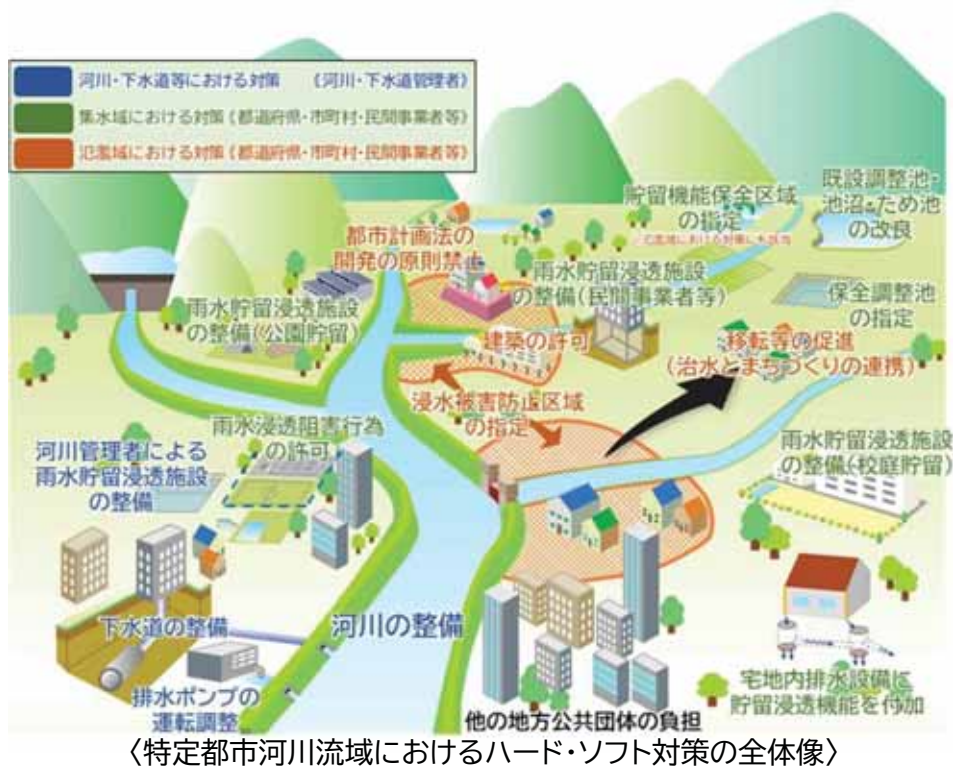 河川・下水道等における対策 《河川・下水道管理者》
集水域における対策《都道府県・市町村・民間事業者等》
氾濫域における対策《都道府県・市町村・民間事業者等》
貯留機能保全区域
の指定
既設調整池・
池沼・ため池
の改良
都市計画法の
開発の原則禁止
雨水貯留浸透施設
の整備(民間事業者等)
保全調整池
の指定
雨水貯留浸透施設
の整備(公園貯留)
建築の許可
移転等の促進
(治水とまちづくりの連携)
浸水被害防止区域
の指定
雨水浸透阻害行為
の許可
河川管理者による
雨水貯留浸透施設
の整備
雨水貯留浸透施設
の整備(校庭貯留)
下水道の整備
河川の整備
排水ポンプの
運転調整
宅地内排水設備に
貯留浸透機能を付加
他の地方公共団体の負担
〈特定都市河川流域におけるハード・ソフト対策の全体像〉